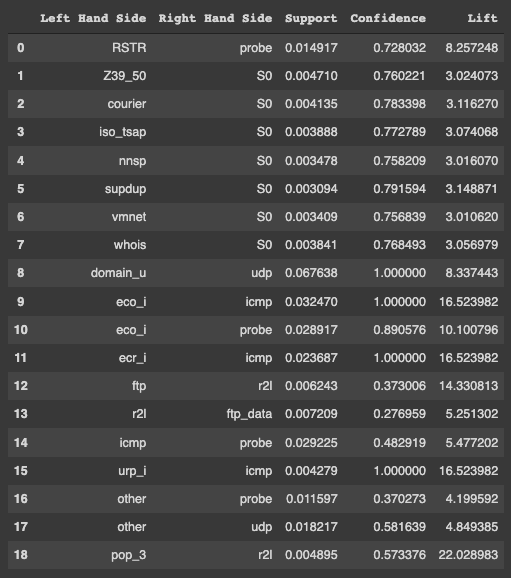 Left Hand Side Right Hand Side Support Confidence Lift
0 RSTR probe 0.014917 0.728032 8.257248
1 Z39_50 S0 0.004710 0.760221 3.024073
2 courier S0 0.004135 0.783398 3.116270
3 iso_tsap S0 0.003888 0.772789 3.074068
4 nnsp S0 0.003478 0.758209 3.016070
5 supdup S0 0.003094 0.791594 3.148871
6 vmnet S0 0.003409 0.756839 3.010620
7 whois S0 0.003841 0.768493 3.056979
8 domain_u udp 0.067638 1.000000 8.337443
9 eco_i icmp 0.032470 1.000000 16.523982
10 eco_i probe 0.028917 0.890576 10.100796
11 ecr_i icmp 0.023687 1.000000 16.523982
12 ftp r2l 0.006243 0.373006 14.330813
13 r2l ftp_data 0.007209 0.276959 5.251302
14 icmp probe 0.029225 0.482919 5.477202
15 urp_i icmp 0.004279 1.000000 16.523982
16 other probe 0.011597 0.370273 4.199592
17 other udp 0.018217 0.581639 4.849385
18 pop_3 r2l 0.004895 0.573376 22.028983